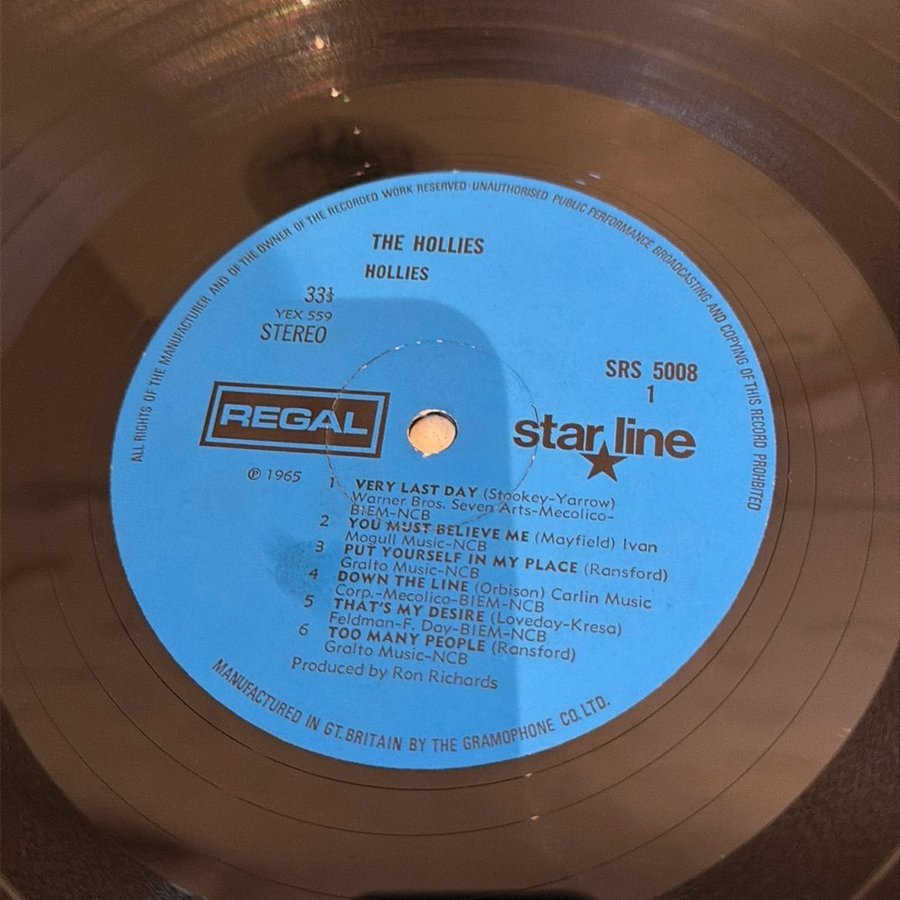 ALL RIGHTS OF THE MANUFACTURER AND OF THE OWNER OF THE RECORDED WORK RESERVED·UNAUTHORISED PUBLIC PERFORMANCE BROADCASTING AND COPYING OF THIS RECORD PROHIBITED
THE HOLLIES
HOLLIES
33⅓
YEX 559
STEREO
SRS 5008
1
REGAL
star line
℗ 1965
1 VERY LAST DAY (Stookey-Yarrow)
Warner Bros. Seven Arts-Mecolico-
BIEM-NCB
2 YOU MUST BELIEVE ME (Mayfield) Ivan
Mogull Music-NCB
3 PUT YOURSELF IN MY PLACE (Ransford)
Gralto Music-NCB
4 DOWN THE LINE (Orbison) Carlin Music
Corp.-Mecolico-BIEM-NCB
5 THAT'S MY DESIRE (Loveday-Kresa)
Feldman-F. Day-BIEM-NCB
6 TOO MANY PEOPLE (Ransford)
Gralto Music-NCB
Produced by Ron Richards
MANUFACTURED IN GT. BRITAIN BY THE GRAMOPHONE CO. LTD.